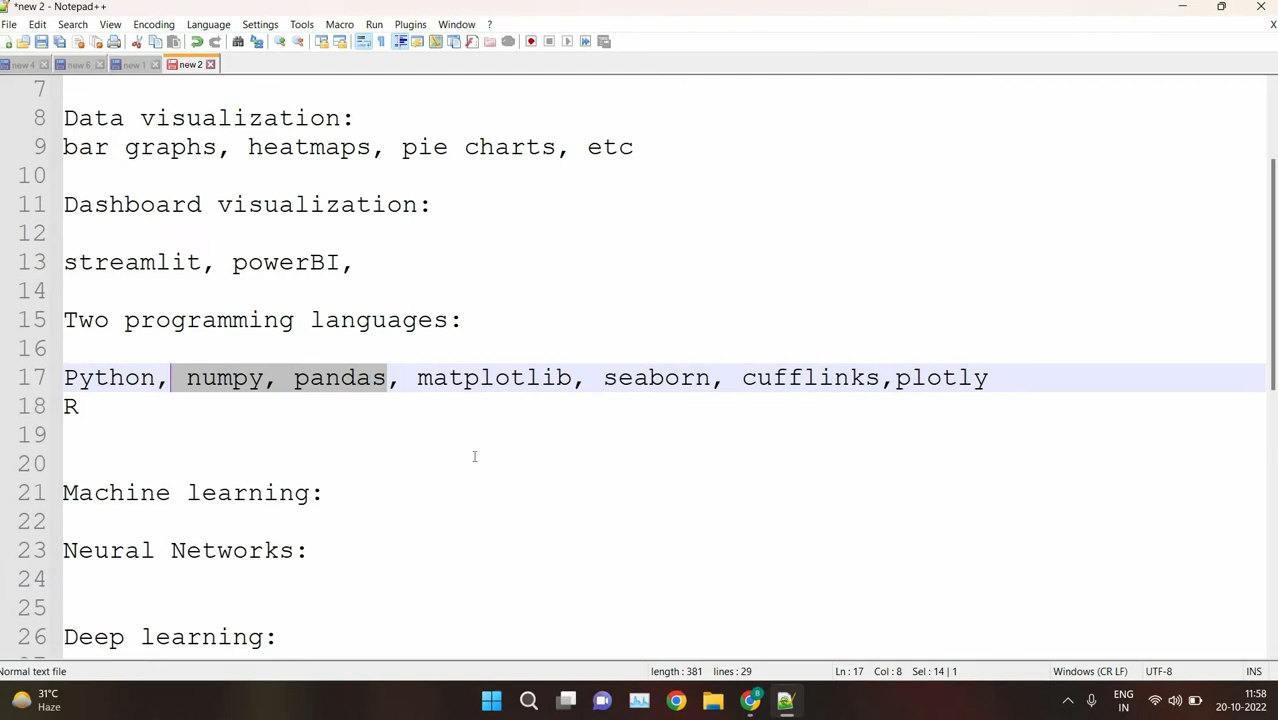 *new 2 - Notepad++
File Edit Search View Encoding Language Settings Tools Macro Run Plugins Window ?
new 4 new 6 new 1 new 2
7
8 Data visualization:
9 bar graphs, heatmaps, pie charts, etc
10
11 Dashboard visualization:
12
13 streamlit, powerBI,
14
15 Two programming languages:
16
17 Python, numpy, pandas, matplotlib, seaborn, cufflinks,plotly
18 R
19
20
21 Machine learning:
22
23 Neural Networks:
24
25
26 Deep learning:
Normal text file length : 381 lines : 29 Ln : 17 Col : 8 Sel : 14 | 1 Windows (CR LF) UTF-8 INS
31°C
Haze
8
ENG
IN
11:58
20-10-2022